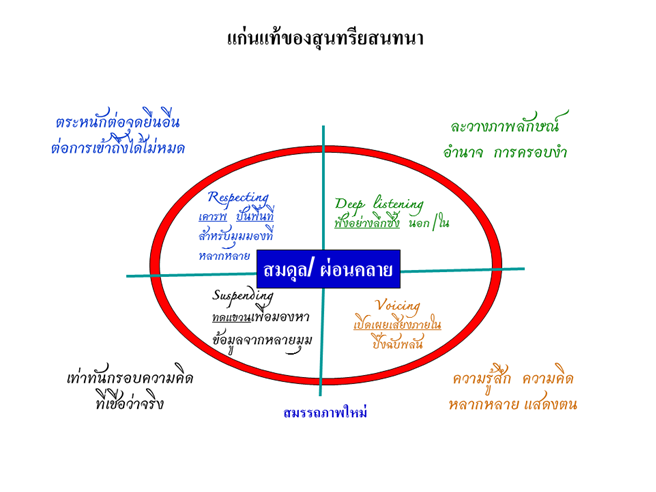 แก่นแท้ของสุนทรียสนทนา
ตระหนักต่อจุดยืนอื่น
ต่อการเข้าถึงได้ไม่หมด
ละวางภาพลักษณ์
อำนาจ การครอบงำ
Respecting
เคารพ ปันพื้นที่
สำหรับมุมมองที่
หลากหลาย
Deep listening
ฟังอย่างลึกซึ้ง นอก/ใน
สมดุล/ ผ่อนคลาย
Suspending
ทดแขวนเพื่อมองหา
ข้อมูลจากหลายมุม
Voicing
เปิดเผยเสียงภายใน
ปิ๊งฉับพลัน
เท่าทันกรอบความคิด
ที่เชื่อว่าจริง
ความรู้สึก ความคิด
หลากหลาย แสดงตน
สมรรถภาพใหม่